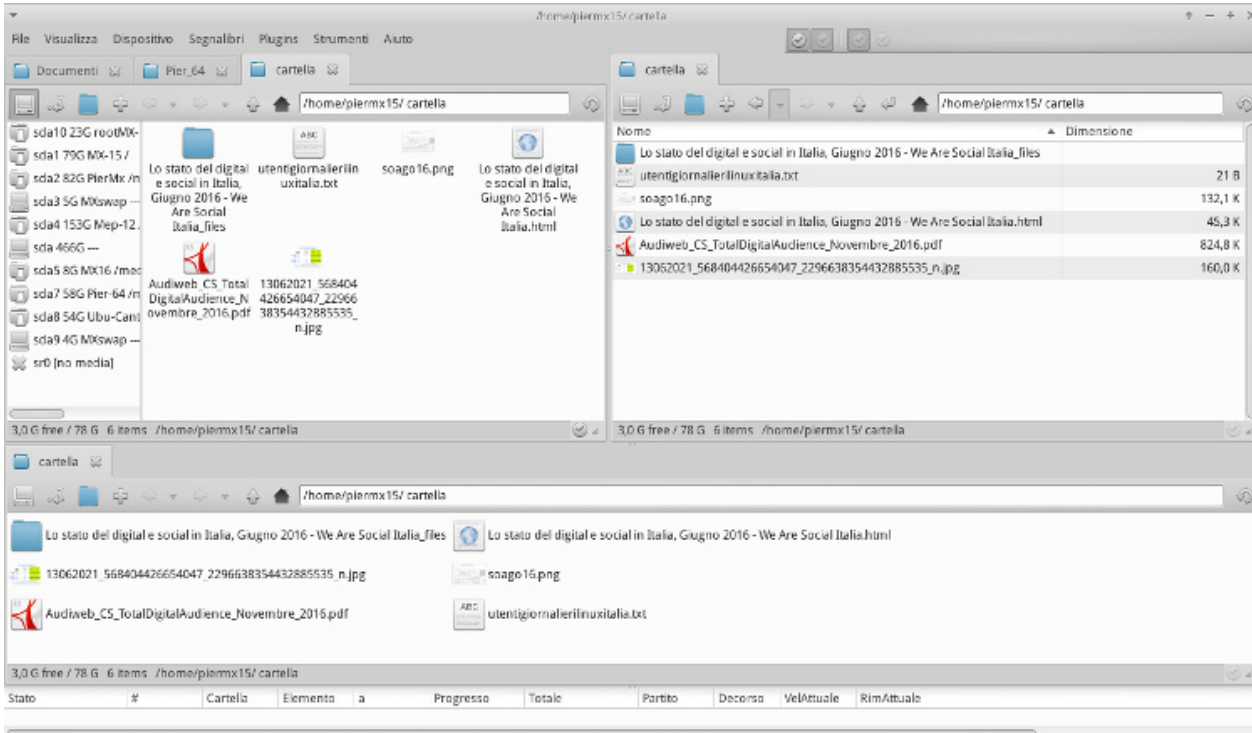 /home/piermx15/ cartella
File Visualizza Dispositivo Segnalibri Plugins Strumenti Aiuto
Documenti Pier_64 cartella
/home/piermx15/ cartella
sda10 23G rootMX-
sda1 79G MX-15 /
sda2 82G PierMx /m
sda3 5G MXswap —
sda4 153G Mep-12.
sda 466G —
sda5 8G MX16 /med
sda7 58G Pier-64 /m
sda8 54G Ubu-Cant
sda9 4G MXswap —
sr0 [no media]
Lo stato del digital
e social in Italia,
Giugno 2016 - We
Are Social
Italia_files
ABC
utentigiornalierilin
uxitalia.txt
soago16.png
Lo stato del digital
e social in Italia,
Giugno 2016 - We
Are Social
Italia.html
Audiweb_CS_Total
DigitalAudience_N
ovembre_2016.pdf
13062021_568404
426654047_22966
38354432885535_
n.jpg
3,0 G free / 78 G 6 items /home/piermx15/ cartella
cartella
/home/piermx15/ cartella
Nome Dimensione
Lo stato del digital e social in Italia, Giugno 2016 - We Are Social Italia_files
utentigiornalierilinuxitalia.txt 21 B
soago16.png 132,1 K
Lo stato del digital e social in Italia, Giugno 2016 - We Are Social Italia.html 45,3 K
Audiweb_CS_TotalDigitalAudience_Novembre_2016.pdf 824,8 K
13062021_568404426654047_2296638354432885535_n.jpg 160,0 K
3,0 G free / 78 G 6 items /home/piermx15/ cartella
cartella
/home/piermx15/ cartella
Lo stato del digital e social in Italia, Giugno 2016 - We Are Social Italia_files
Lo stato del digital e social in Italia, Giugno 2016 - We Are Social Italia.html
13062021_568404426654047_2296638354432885535_n.jpg
soago16.png
Audiweb_CS_TotalDigitalAudience_Novembre_2016.pdf
ABC
utentigiornalierilinuxitalia.txt
3,0 G free / 78 G 6 items /home/piermx15/ cartella
Stato # Cartella Elemento a Progresso Totale Partito Decorso VelAttuale RimAttuale